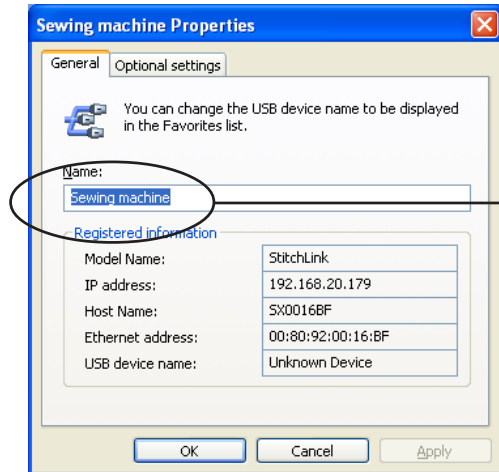 Sewing machine Properties
General
Optional settings
You can change the USB device name to be displayed
in the Favorites list.
Name:
Sewing machine
Registered information
Model Name: StitchLink
IP address: 192.168.20.179
Host Name: SX0016BF
Ethernet address: 00:80:92:00:16:BF
USB device name: Unknown Device
OK Cancel Apply